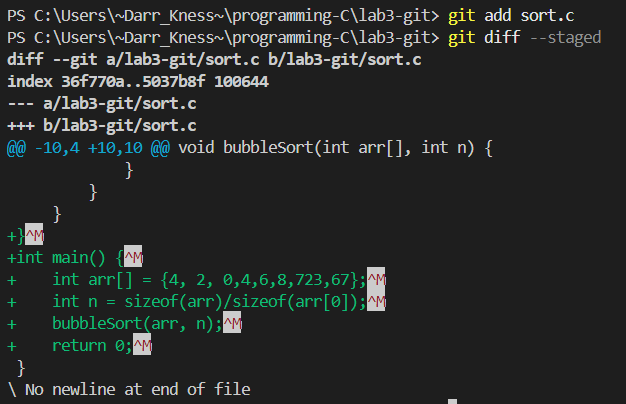 PS C:\Users\~Darr_Kness~\programming-C\lab3-git> git add sort.c
PS C:\Users\~Darr_Kness~\programming-C\lab3-git> git diff --staged
diff --git a/lab3-git/sort.c b/lab3-git/sort.c
index 36f770a..5037b8f 100644
--- a/lab3-git/sort.c
+++ b/lab3-git/sort.c
@@ -10,4 +10,10 @@ void bubbleSort(int arr[], int n) {
             }
         }
     }
+}^M
+int main() {^M
+    int arr[] = {4, 2, 0,4,6,8,723,67};^M
+    int n = sizeof(arr)/sizeof(arr[0]);^M
+    bubbleSort(arr, n);^M
+    return 0;^M
 }
\ No newline at end of file